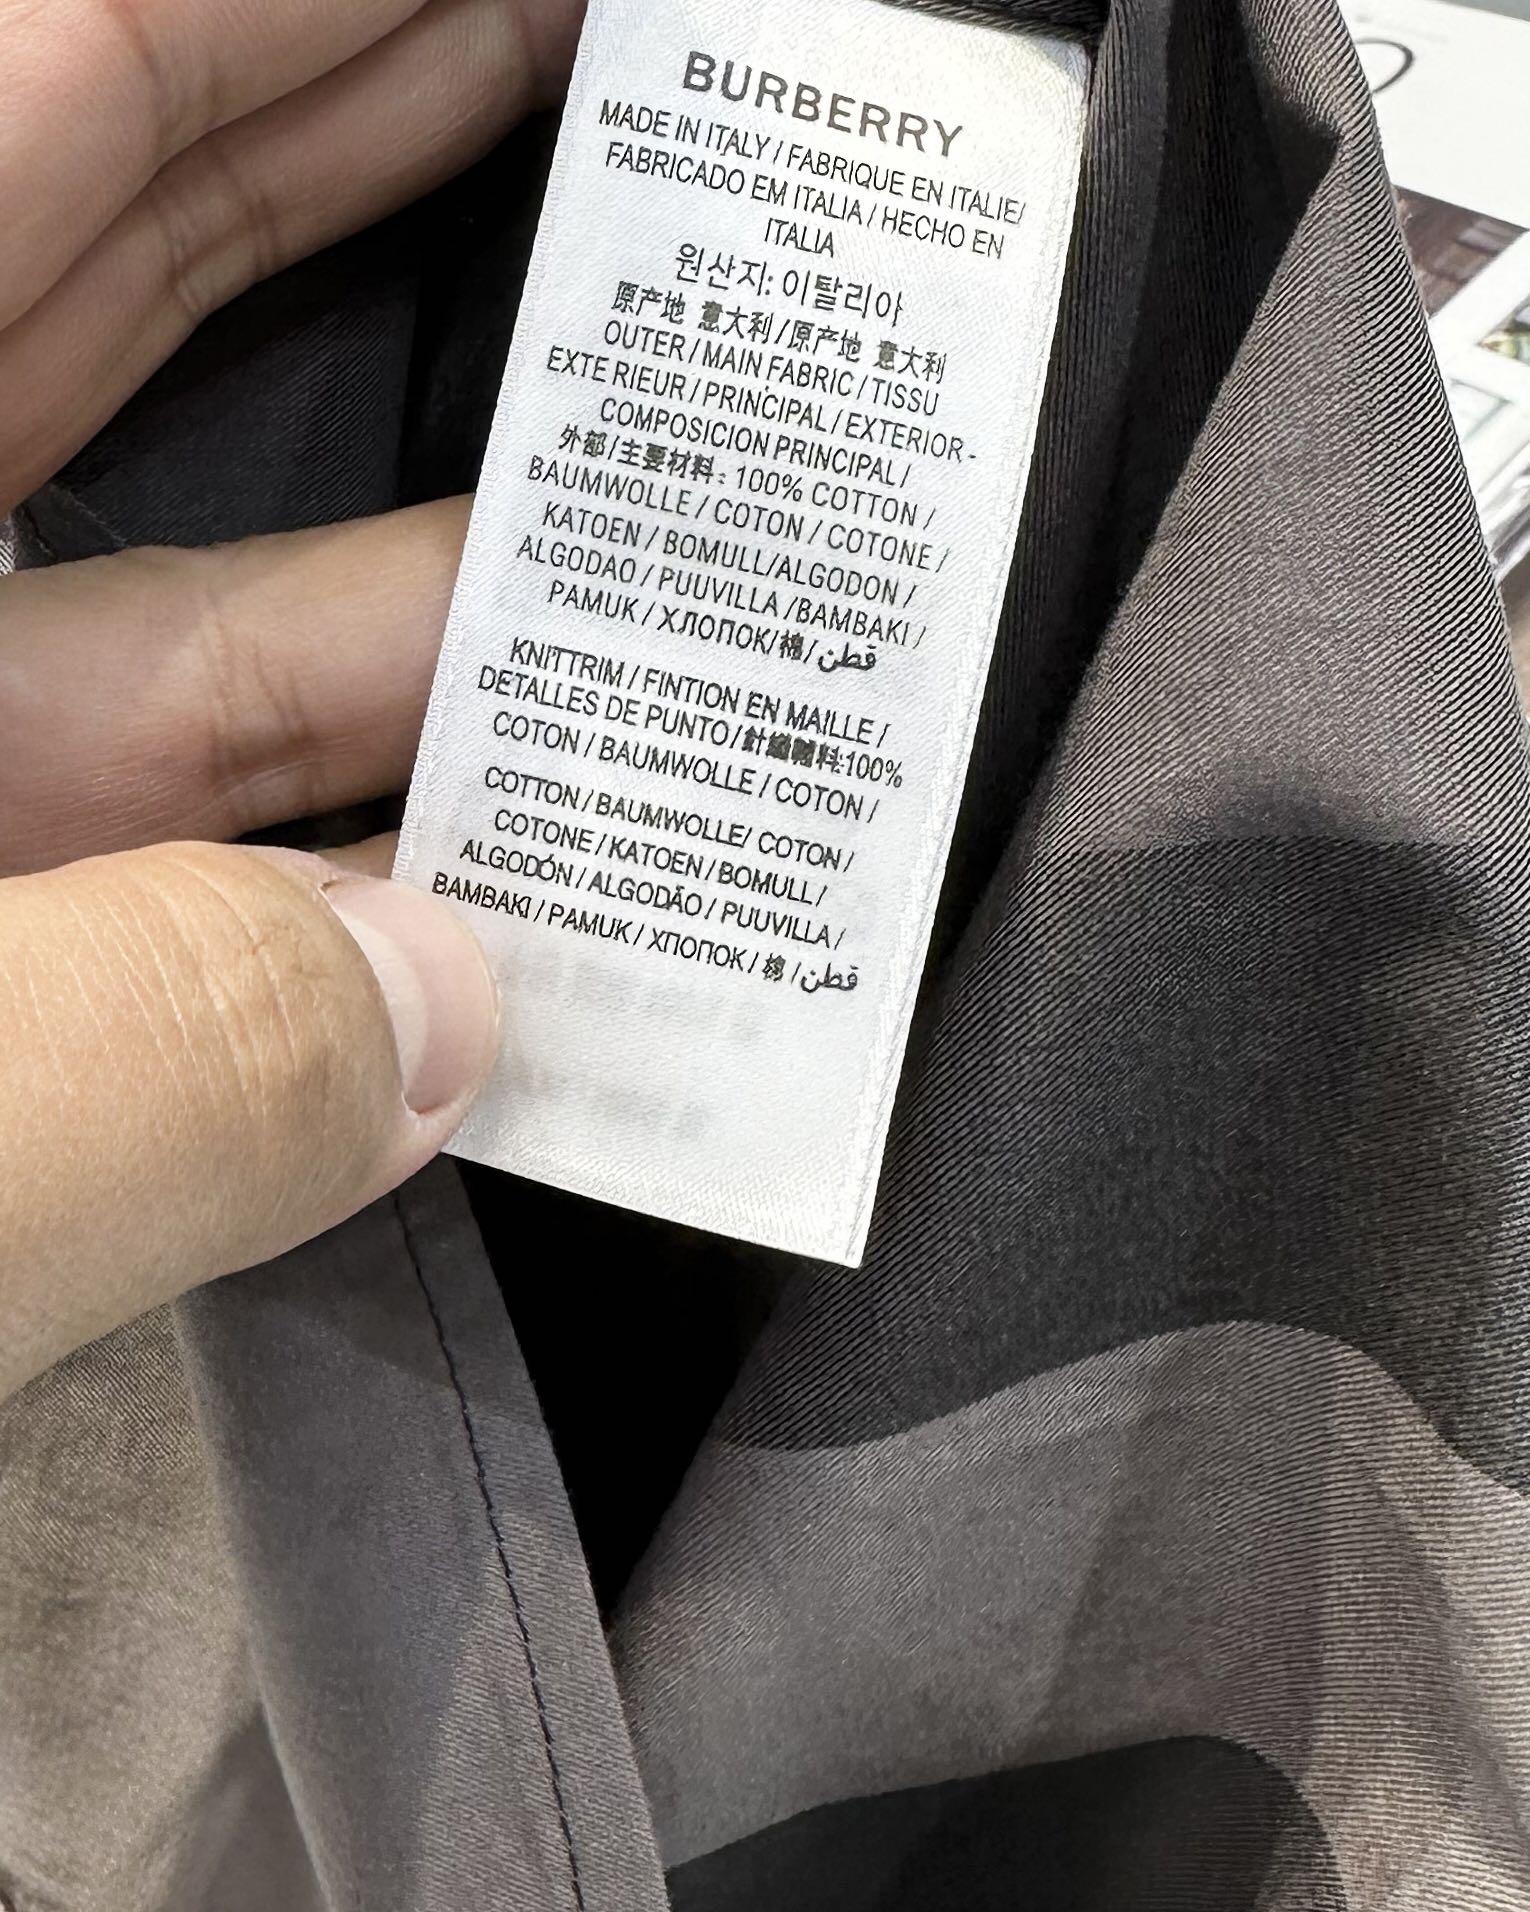 BURBERRY
MADE IN ITALY / FABRIQUE EN ITALIE/
FABRICADO EM ITALIA / HECHO EN
ITALIA
원산지: 이탈리아
原产地 意大利/原产地 意大利
OUTER / MAIN FABRIC / TISSU
EXTE RIEUR / PRINCIPAL / EXTERIOR-
COMPOSICION PRINCIPAL /
外部/主要材料: 100% COTTON /
BAUMWOLLE / COTON / COTONE /
KATOEN / BOMULL/ALGODON /
ALGODAO / PUUVILLA /BAMBAKI /
PAMUK / ХЛОПОК/棉/قطن
KNITTRIM / FINTION EN MAILLE /
DETALLES DE PUNTO/針織輔料:100%
COTON / BAUMWOLLE / COTON /
COTTON / BAUMWOLLE/ COTON /
COTONE / KATOEN / BOMULL /
ALGODÓN / ALGODÃO / PUUVILLA /
BAMBAKI / PAMUK / ХПОПОК / 棉 / قطن